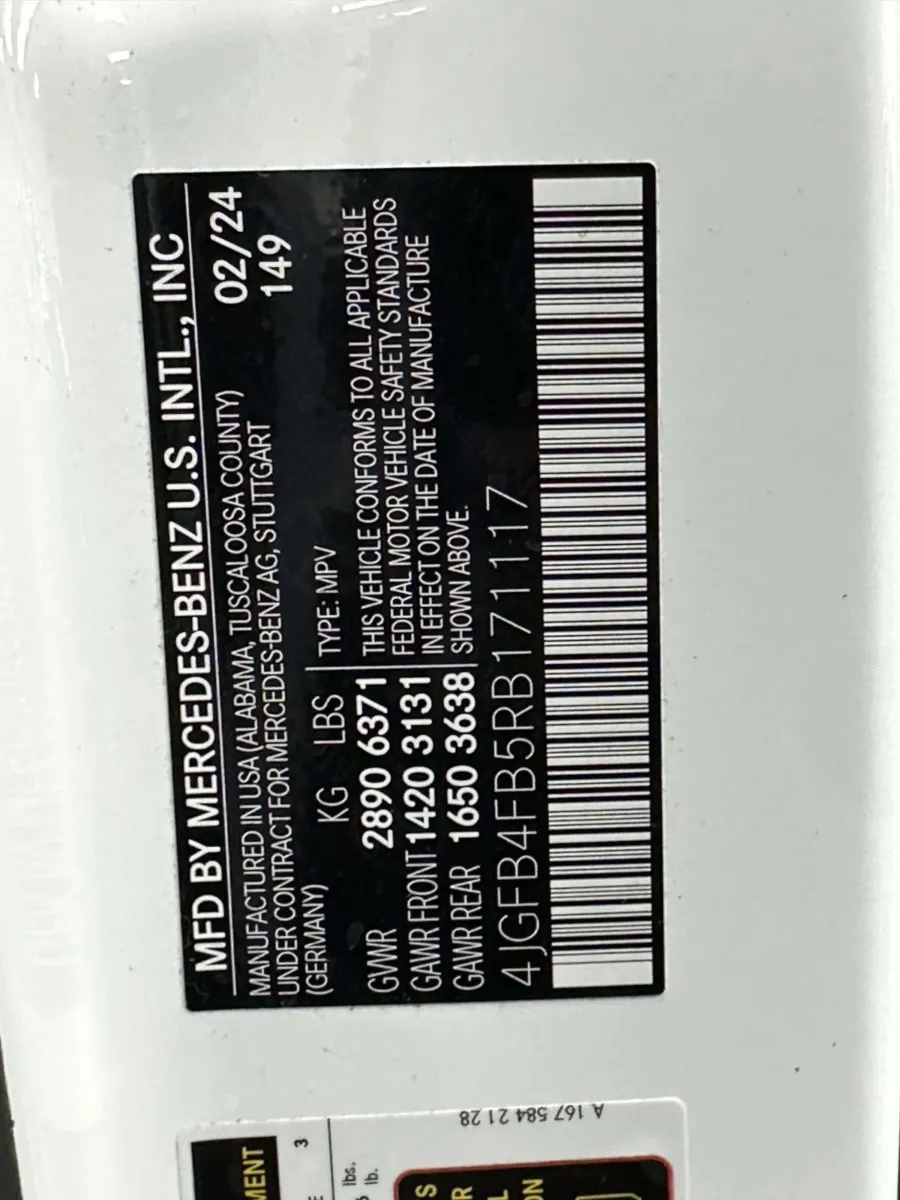 MFD BY MERCEDES-BENZ U.S. INTL., INC
MANUFACTURED IN USA (ALABAMA, TUSCALOOSA COUNTY) 02/24
UNDER CONTRACT FOR MERCEDES-BENZ AG, STUTTGART 149
(GERMANY)
KG LBS TYPE: MPV
GVWR 2890 6371 THIS VEHICLE CONFORMS TO ALL APPLICABLE
GAWR FRONT 1420 3131 FEDERAL MOTOR VEHICLE SAFETY STANDARDS
IN EFFECT ON THE DATE OF MANUFACTURE
GAWR REAR 1650 3638 SHOWN ABOVE.
4JGFB4FB5RB171117
A 167 584 21 28
3
lbs.
lb.